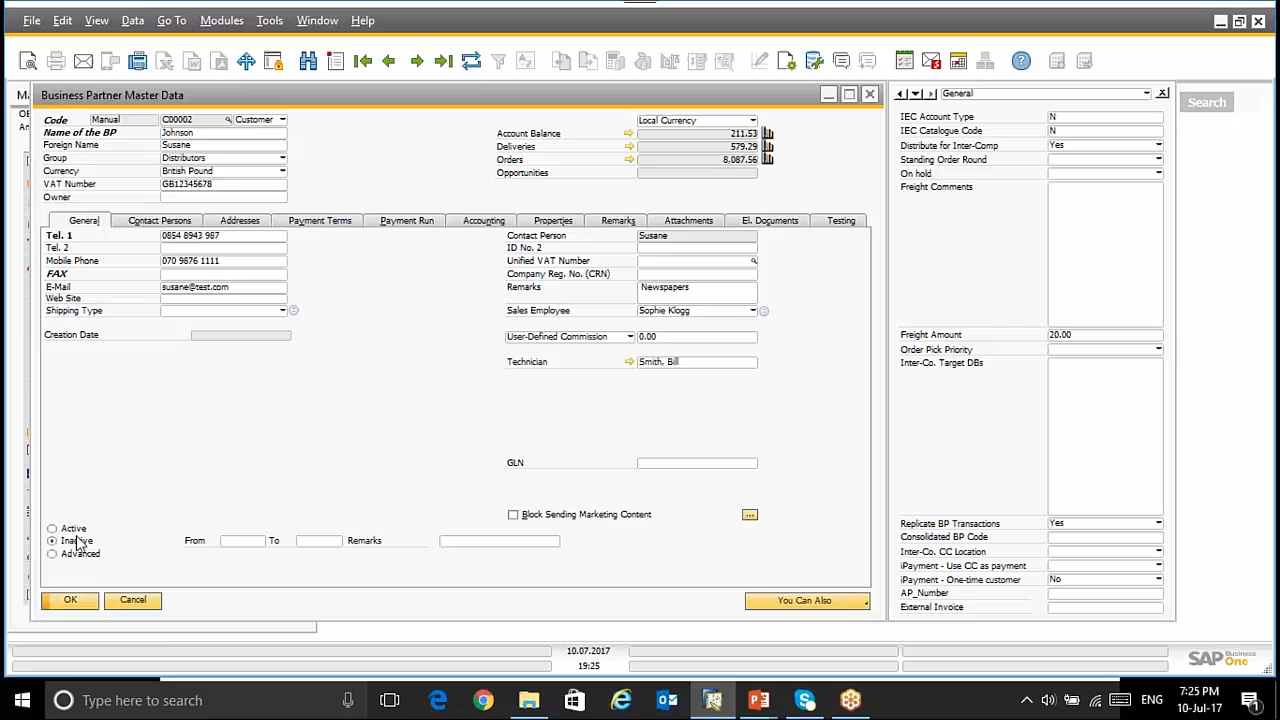 File Edit View Data Go To Modules Tools Window Help
Business Partner Master Data
Code Manual C00002 Customer
Name of the BP Johnson
Foreign Name Susane
Group Distributors
Currency British Pound
VAT Number GB12345678
Owner
Local Currency
Account Balance 211.53
Deliveries 579.29
Orders 8,087.56
Opportunities
General Contact Persons Addresses Payment Terms Payment Run Accounting Properties Remarks Attachments El. Documents Testing
Tel. 1 0854 8943 987
Tel. 2
Mobile Phone 070 9876 1111
FAX
E-Mail susane@test.com
Web Site
Shipping Type
Creation Date
Contact Person Susane
ID No. 2
Unified VAT Number
Company Reg. No. (CRN)
Remarks Newspapers
Sales Employee Sophie Klogg
User-Defined Commission 0.00
Technician Smith, Bill
GLN
Block Sending Marketing Content ...
Active
Inactive From To Remarks
Advanced
OK Cancel You Can Also
General
Search
IEC Account Type N
IEC Catalogue Code N
Distribute for Inter-Comp Yes
Standing Order Round
On hold
Freight Comments
Freight Amount 20.00
Order Pick Priority
Inter-Co. Target DBs
Replicate BP Transactions Yes
Consolidated BP Code
Inter-Co. CC Location
iPayment - Use CC as payment
iPayment - One-time customer No
AP_Number
External Invoice
10.07.2017
19:25
SAP Business One
Type here to search
ENG
7:25 PM
10-Jul-17